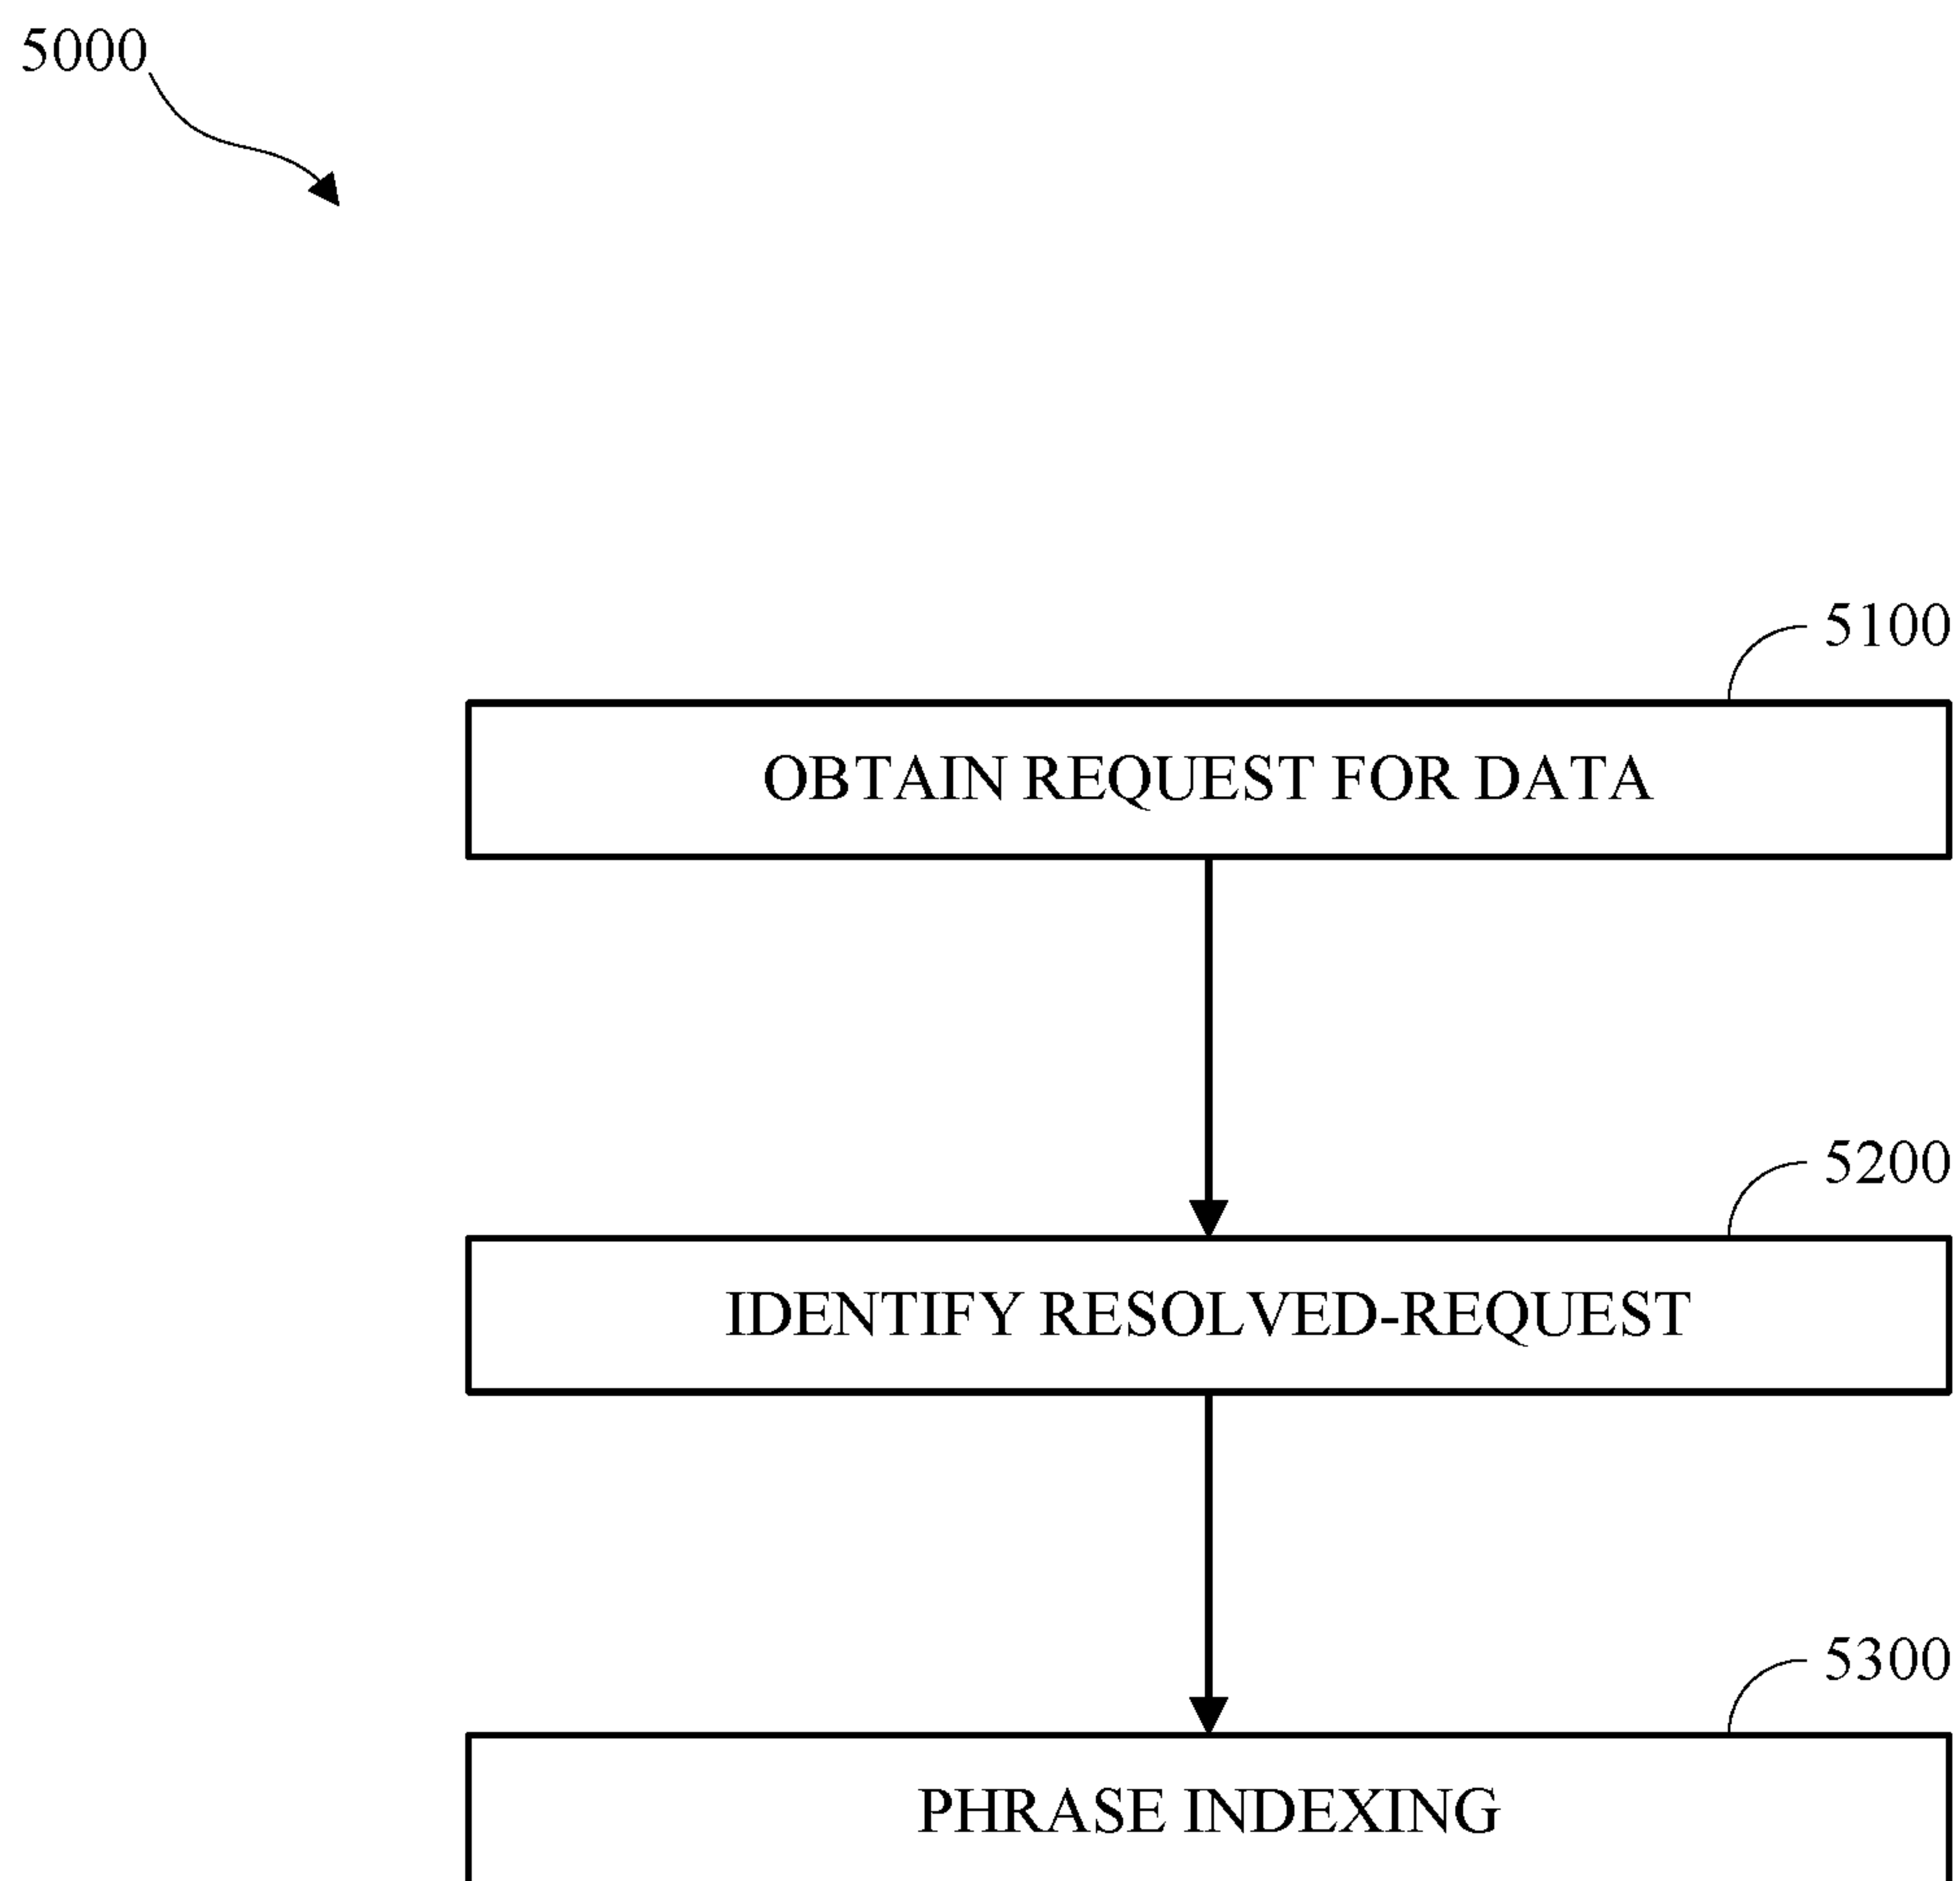 5000
5100
OBTAIN REQUEST FOR DATA
5200
IDENTIFY RESOLVED-REQUEST
5300
PHRASE INDEXING